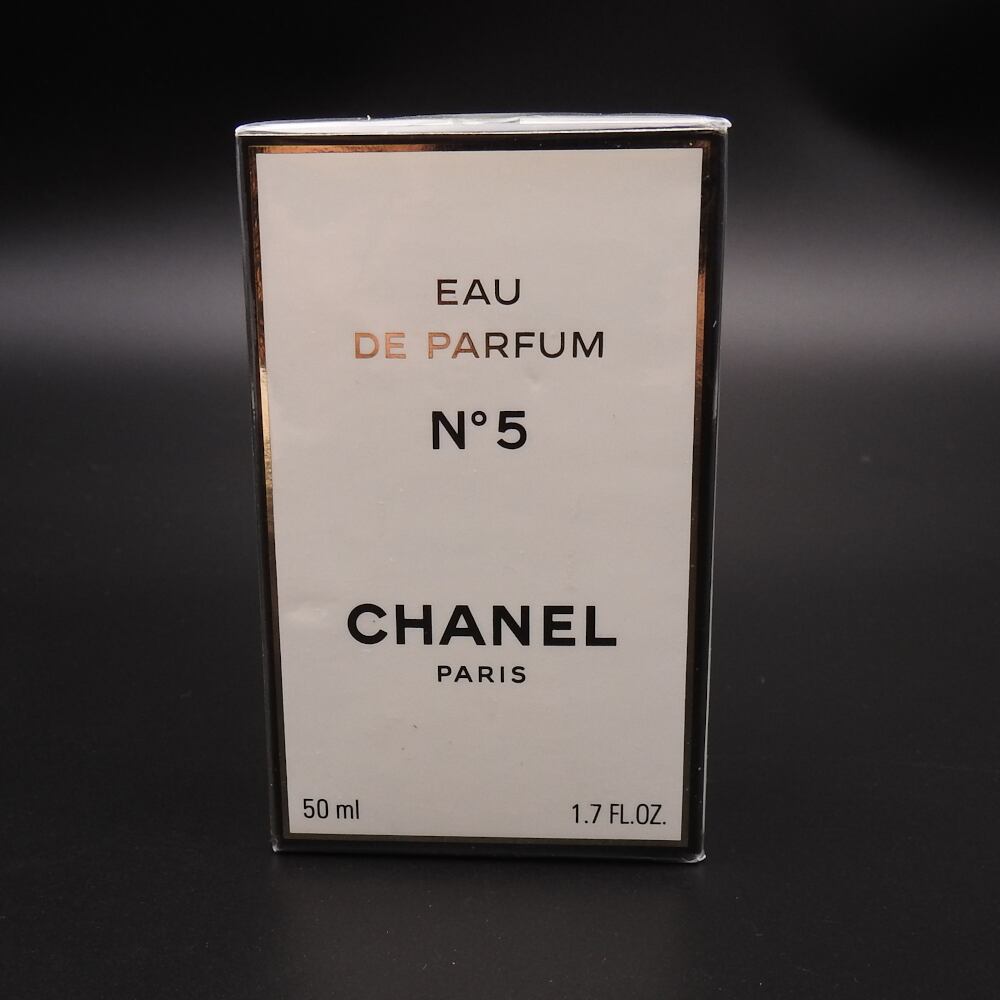 EAU
DE PARFUM
N° 5
CHANEL
PARIS
50 ml 1.7 FL.OZ.